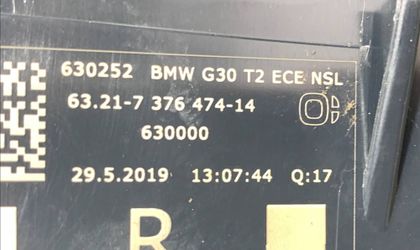 630252 BMW G30 T2 ECE NSL
63.21-7 376 474-14
630000
29.5.2019 13:07:44 Q:17
R